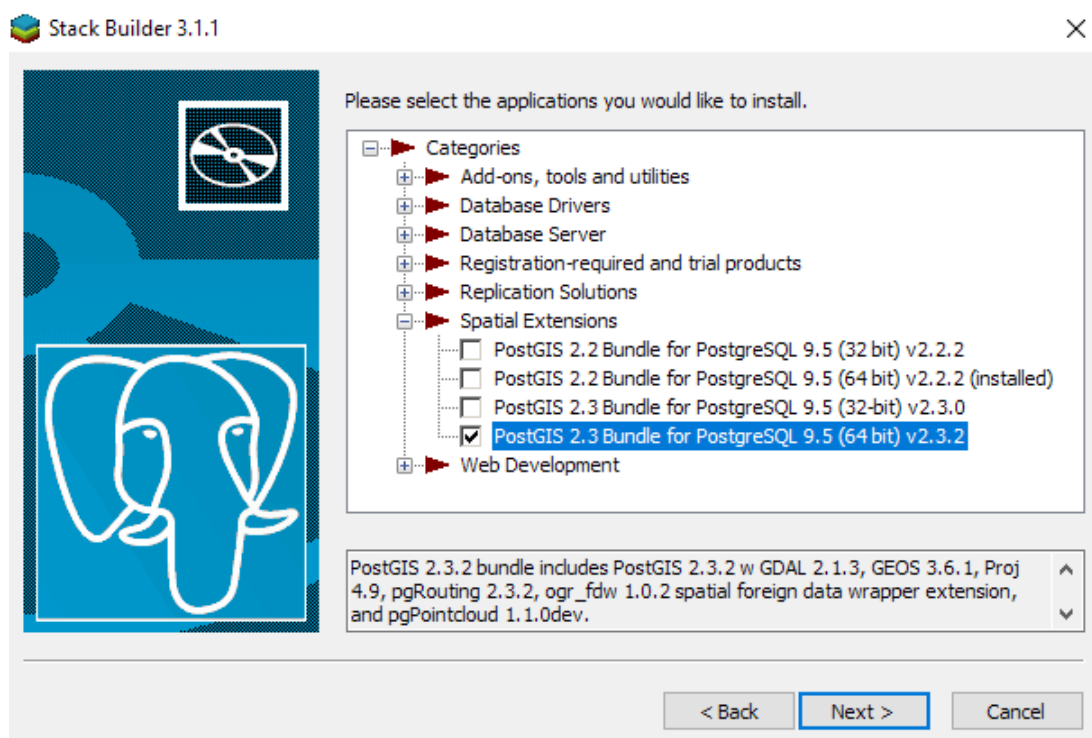 Stack Builder 3.1.1
Please select the applications you would like to install.
Categories
Add-ons, tools and utilities
Database Drivers
Database Server
Registration-required and trial products
Replication Solutions
Spatial Extensions
PostGIS 2.2 Bundle for PostgreSQL 9.5 (32 bit) v2.2.2
PostGIS 2.2 Bundle for PostgreSQL 9.5 (64 bit) v2.2.2 (installed)
PostGIS 2.3 Bundle for PostgreSQL 9.5 (32-bit) v2.3.0
PostGIS 2.3 Bundle for PostgreSQL 9.5 (64 bit) v2.3.2
Web Development
PostGIS 2.3.2 bundle includes PostGIS 2.3.2 w GDAL 2.1.3, GEOS 3.6.1, Proj
4.9, pgRouting 2.3.2, ogr_fdw 1.0.2 spatial foreign data wrapper extension,
and pgPointcloud 1.1.0dev.
< Back Next > Cancel